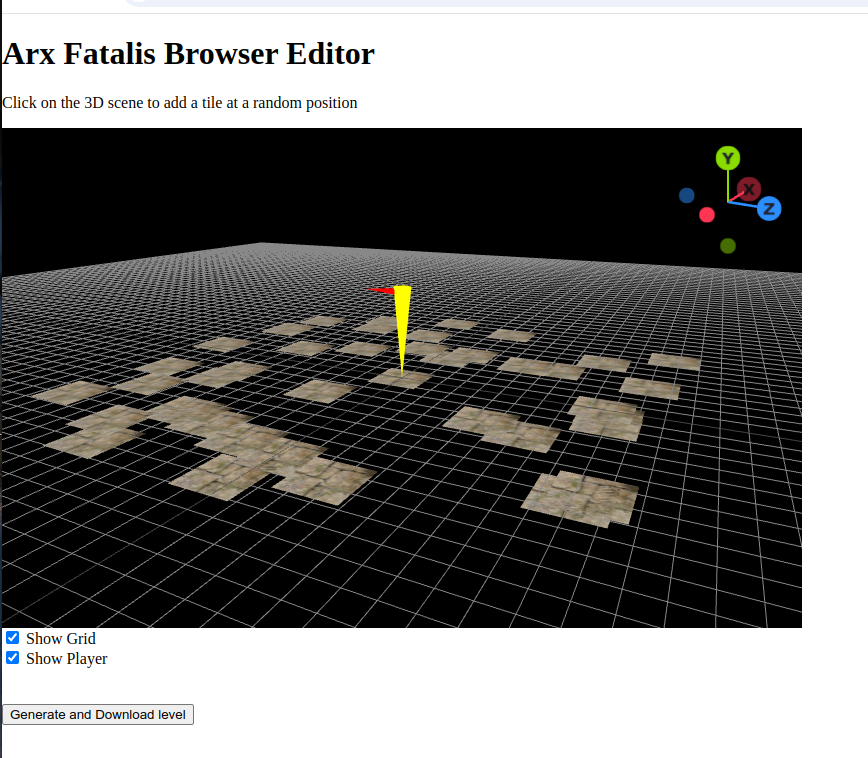 Arx Fatalis Browser Editor
Click on the 3D scene to add a tile at a random position
Y
X
Z
Show Grid
Show Player
Generate and Download level